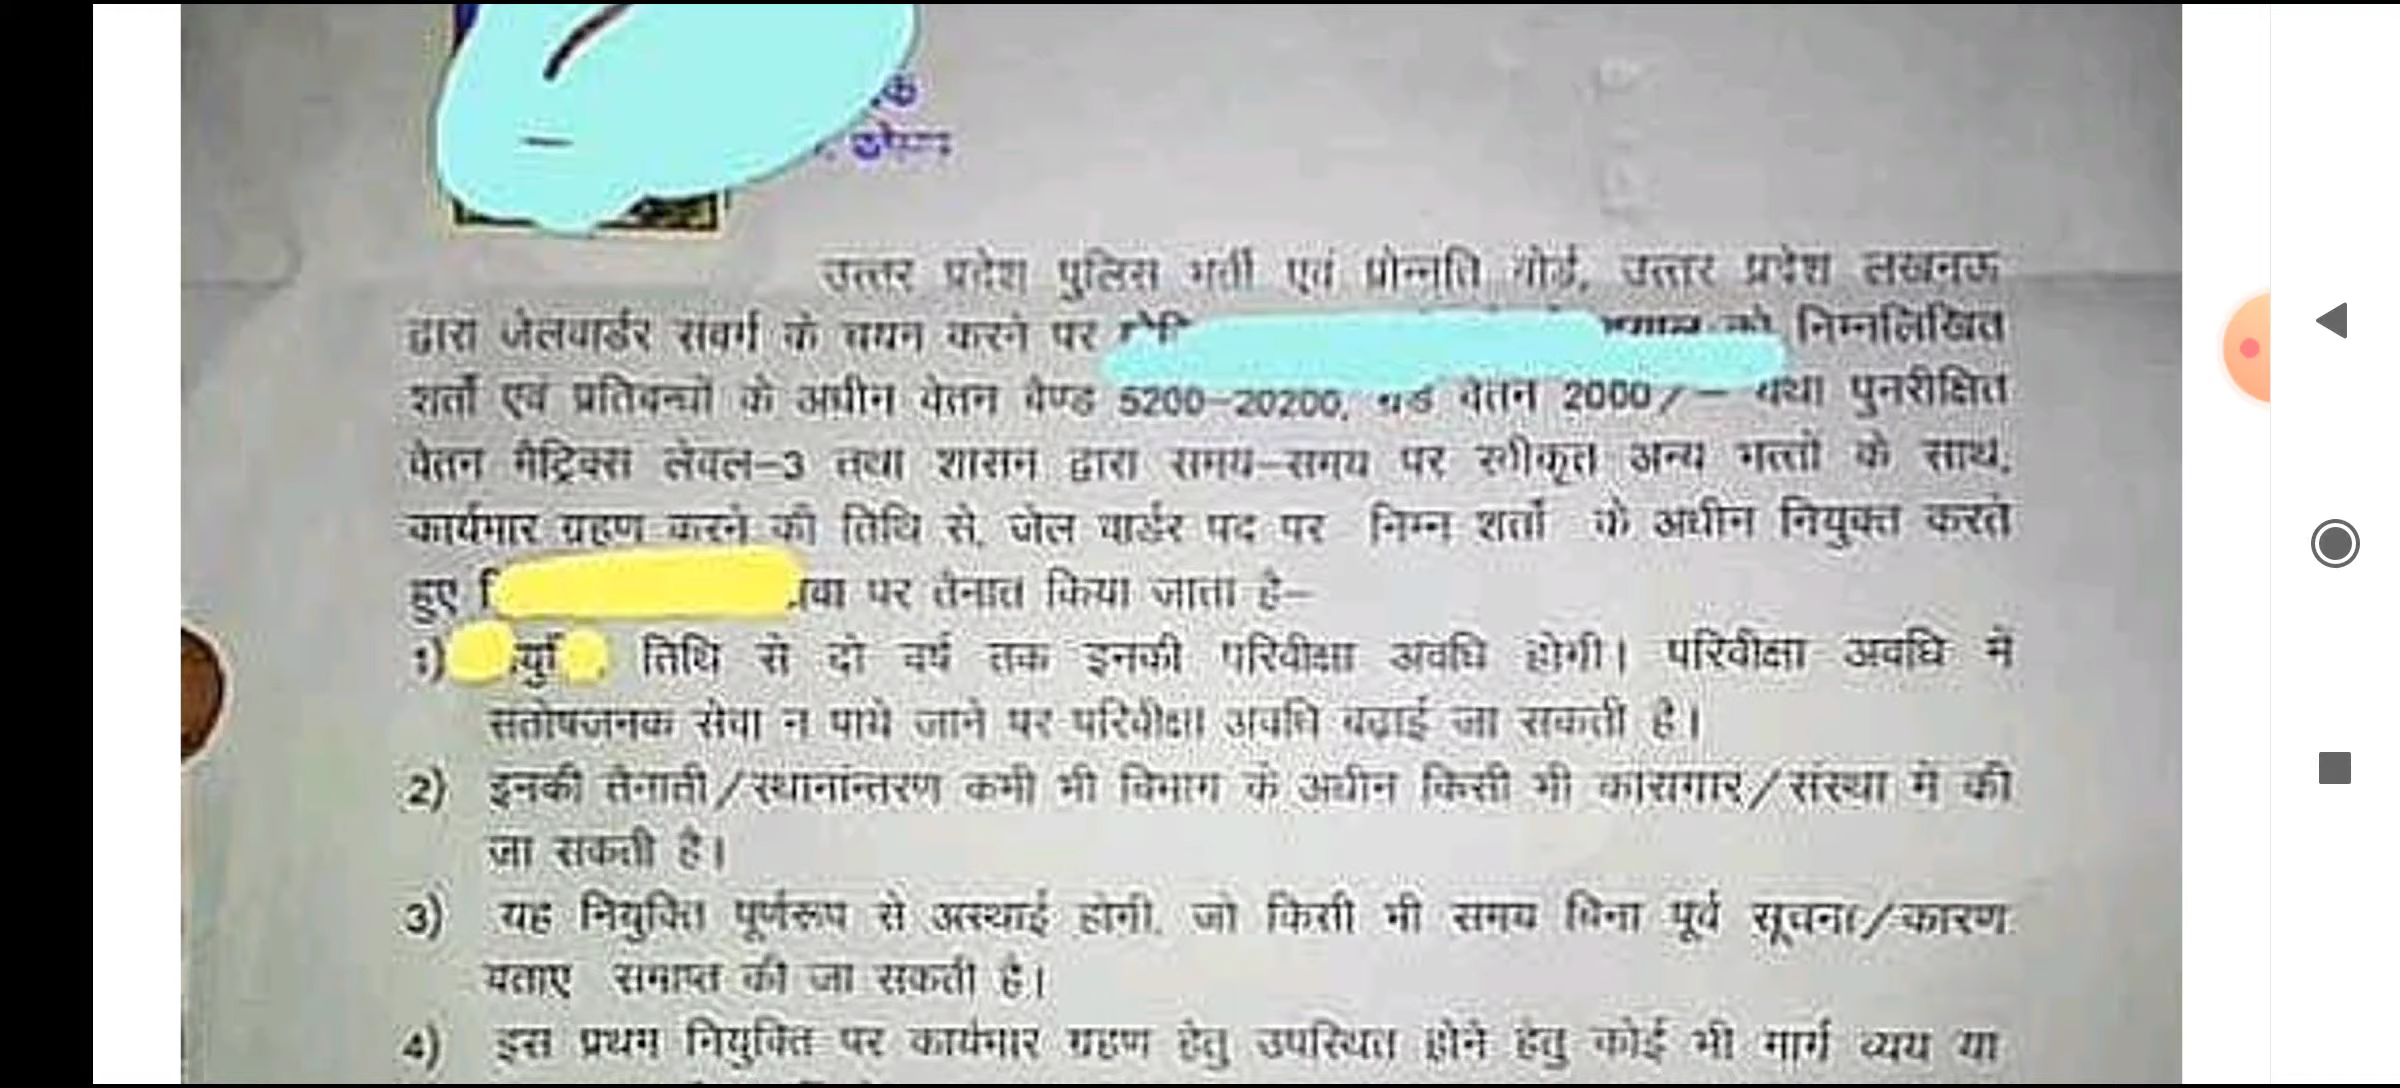 उत्तर प्रदेश पुलिस भर्ती एवं प्रोन्नति बोर्ड, उत्तर प्रदेश लखनऊ
द्वारा जेलवार्डर सवर्ग के चयन करने पर को निम्नलिखित
शर्तों एवं प्रतिबन्धों के अधीन वेतन बैण्ड 5200-20200, वेतन 2000/- यथा पुनरीक्षित
वेतन मैट्रिक्स लेवल-3 तथा शासन द्वारा समय-समय पर स्वीकृत अन्य भत्तों के साथ,
कार्यभार ग्रहण करने की तिथि से, जेल वार्डर पद पर निम्न शर्तों के अधीन नियुक्त करते
हुए पर तैनात किया जाता है-
1) तिथि से दो वर्ष तक इनकी परिवीक्षा अवधि होगी। परिवीक्षा अवधि में
सतोषजनक सेवा न पाये जाने पर परिवीक्षा अवधि बढ़ाई जा सकती है।
2) इनकी तैनाती/स्थानांन्तरण कभी भी विभाग के अधीन किसी भी कारागार/संस्था में की
जा सकती है।
3) यह नियुक्ति पूर्णरूप से अस्थाई होगी, जो किसी भी समय बिना पूर्व सूचना/कारण
बताए समाप्त की जा सकती है।
4) इस प्रथम नियुक्ति पर कार्यभार ग्रहण हेतु उपस्थित होने हेतु कोई भी मार्ग व्यय या